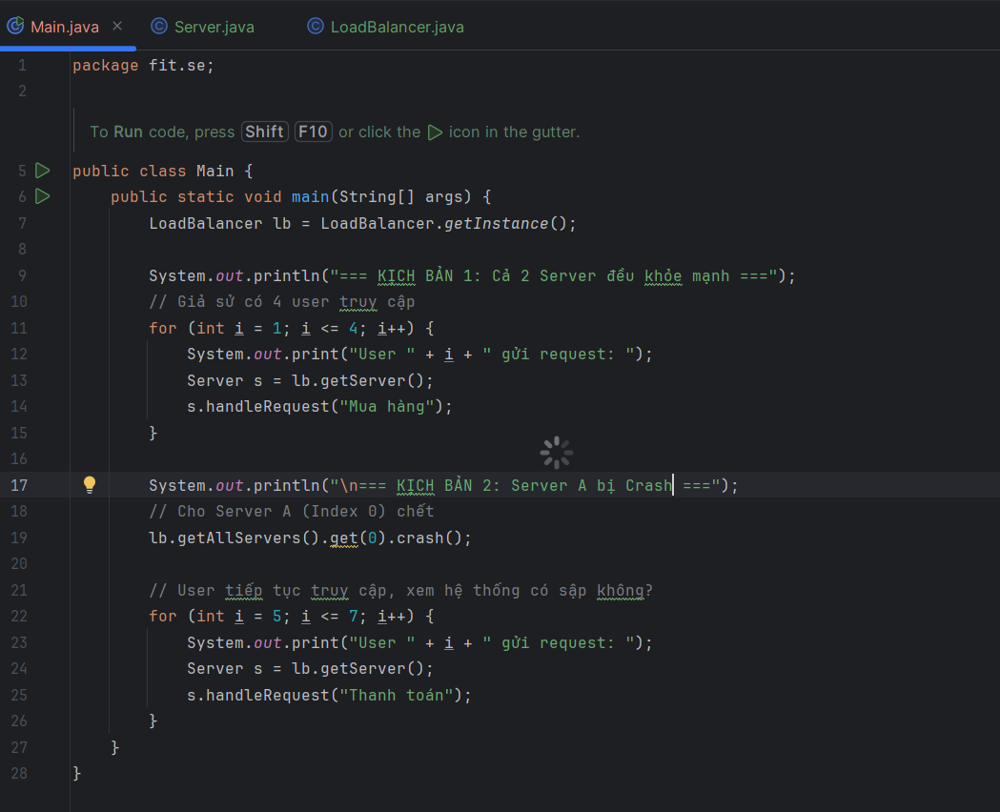 Main.java × Server.java LoadBalancer.java
1 package fit.se;
2
To Run code, press Shift F10 or click the icon in the gutter.
5 public class Main {
6 public static void main(String[] args) {
7 LoadBalancer lb = LoadBalancer.getInstance();
8
9 System.out.println("=== KỊCH BẢN 1: Cả 2 Server đều khỏe mạnh ===");
10 // Giả sử có 4 user truy cập
11 for (int i = 1; i <= 4; i++) {
12 System.out.print("User " + i + " gửi request: ");
13 Server s = lb.getServer();
14 s.handleRequest("Mua hàng");
15 }
16
17 System.out.println("\n=== KỊCH BẢN 2: Server A bị Crash ===");
18 // Cho Server A (Index 0) chết
19 lb.getAllServers().get(0).crash();
20
21 // User tiếp tục truy cập, xem hệ thống có sập không?
22 for (int i = 5; i <= 7; i++) {
23 System.out.print("User " + i + " gửi request: ");
24 Server s = lb.getServer();
25 s.handleRequest("Thanh toán");
26 }
27 }
28 }